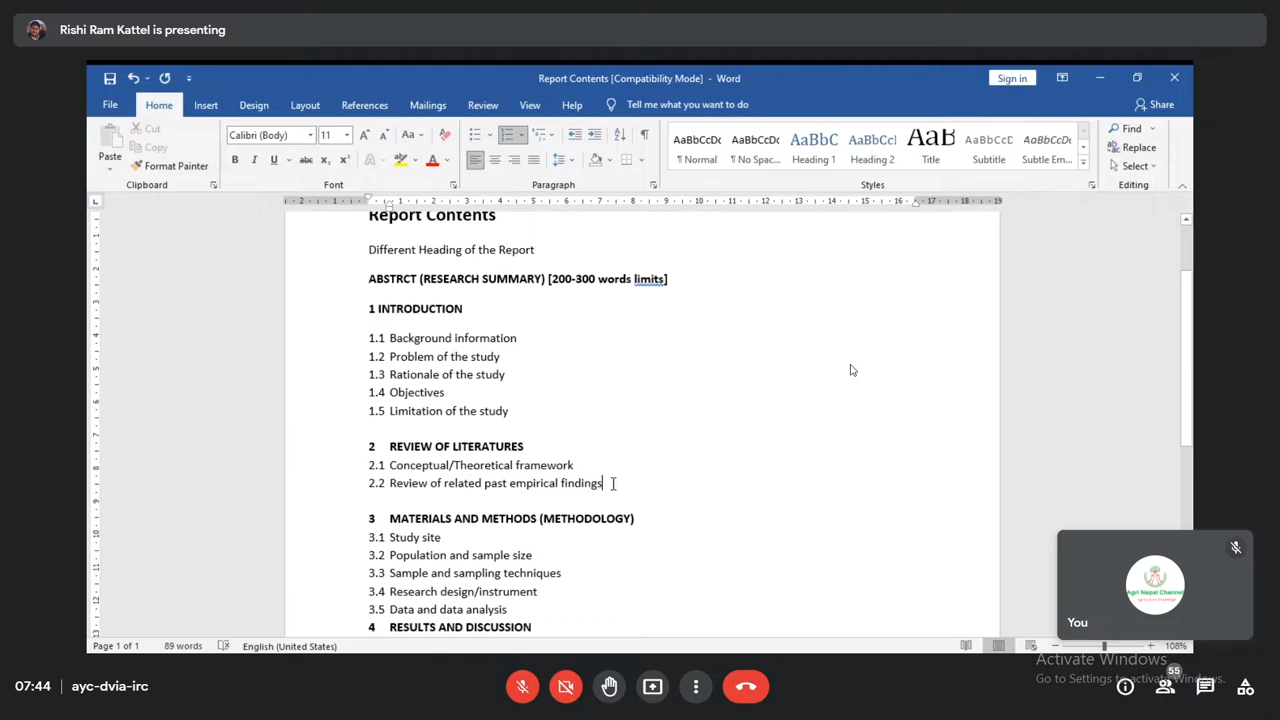 Rishi Ram Kattel is presenting
Report Contents [Compatibility Mode] - Word
Sign in
File Home Insert Design Layout References Mailings Review View Help Tell me what you want to do Share
Paste
Cut
Copy
Format Painter
Clipboard
Calibri (Body) 11
Font
Paragraph
AaBbCcDc ¶ Normal
AaBbCcDc ¶ No Spac...
AaBbC Heading 1
AaBbCcl Heading 2
AaB Title
AaBbCcD Subtitle
AaBbCcDc Subtle Em...
Styles
Find
Replace
Select
Editing
Report Contents
Different Heading of the Report
ABSTRCT (RESEARCH SUMMARY) [200-300 words limits]
1 INTRODUCTION
1.1 Background information
1.2 Problem of the study
1.3 Rationale of the study
1.4 Objectives
1.5 Limitation of the study
2 REVIEW OF LITERATURES
2.1 Conceptual/Theoretical framework
2.2 Review of related past empirical findings
3 MATERIALS AND METHODS (METHODOLOGY)
3.1 Study site
3.2 Population and sample size
3.3 Sample and sampling techniques
3.4 Research design/instrument
3.5 Data and data analysis
4 RESULTS AND DISCUSSION
Agri Nepal Channel
You
Page 1 of 1 89 words English (United States) 108%
Activate Windows
Go to Settings to activate Windows.
07:44 | ayc-dvia-irc
55